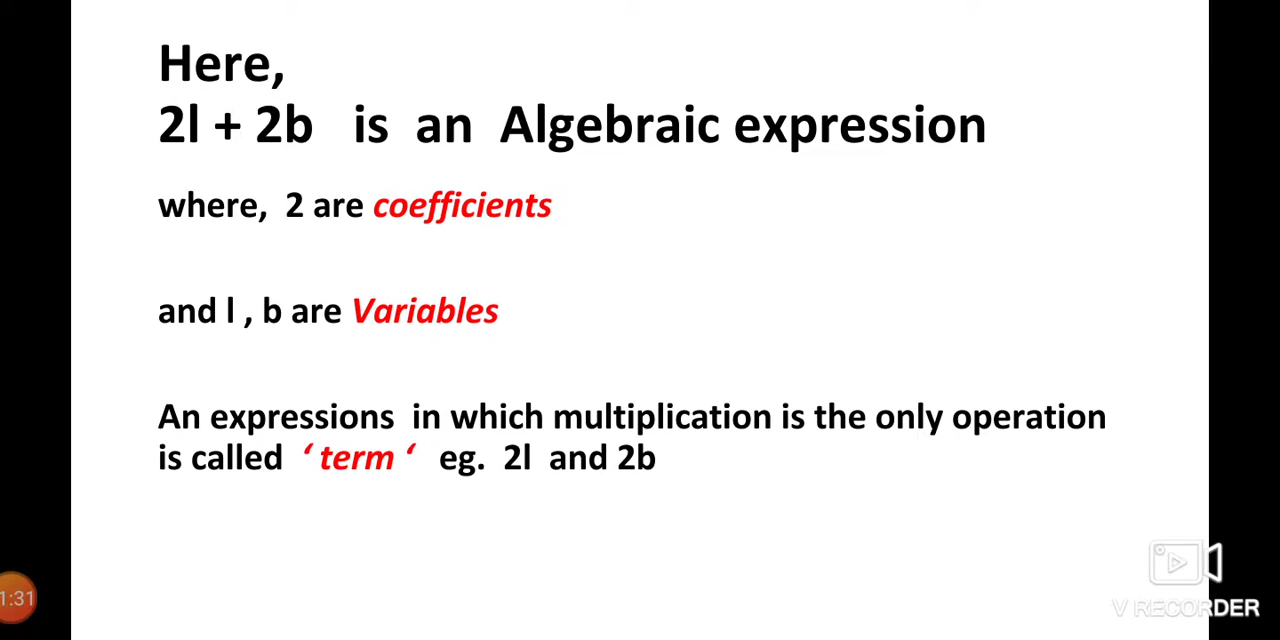 Here,
2l + 2b is an Algebraic expression
where, 2 are coefficients
and l , b are Variables
An expressions in which multiplication is the only operation
is called ‘ term ‘ eg. 2l and 2b
1:31
V RECORDER